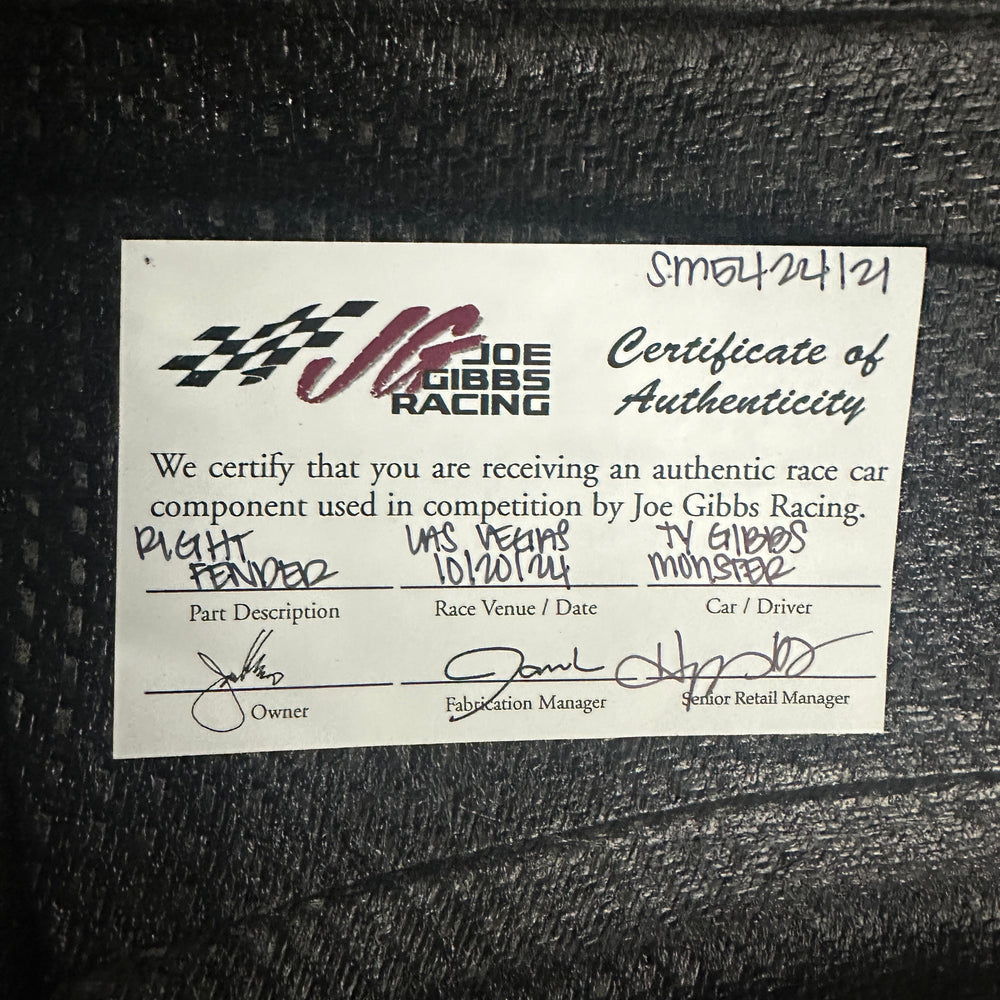 SM5424121
JG JOE
GIBBS
RACING
Certificate of
Authenticity
We certify that you are receiving an authentic race car
component used in competition by Joe Gibbs Racing.
RIGHT
FENDER
LAS VEGAS
10/20/24
TY GIBBS
MONSTER
Part Description
Race Venue / Date
Car / Driver
Owner
Fabrication Manager
Senior Retail Manager